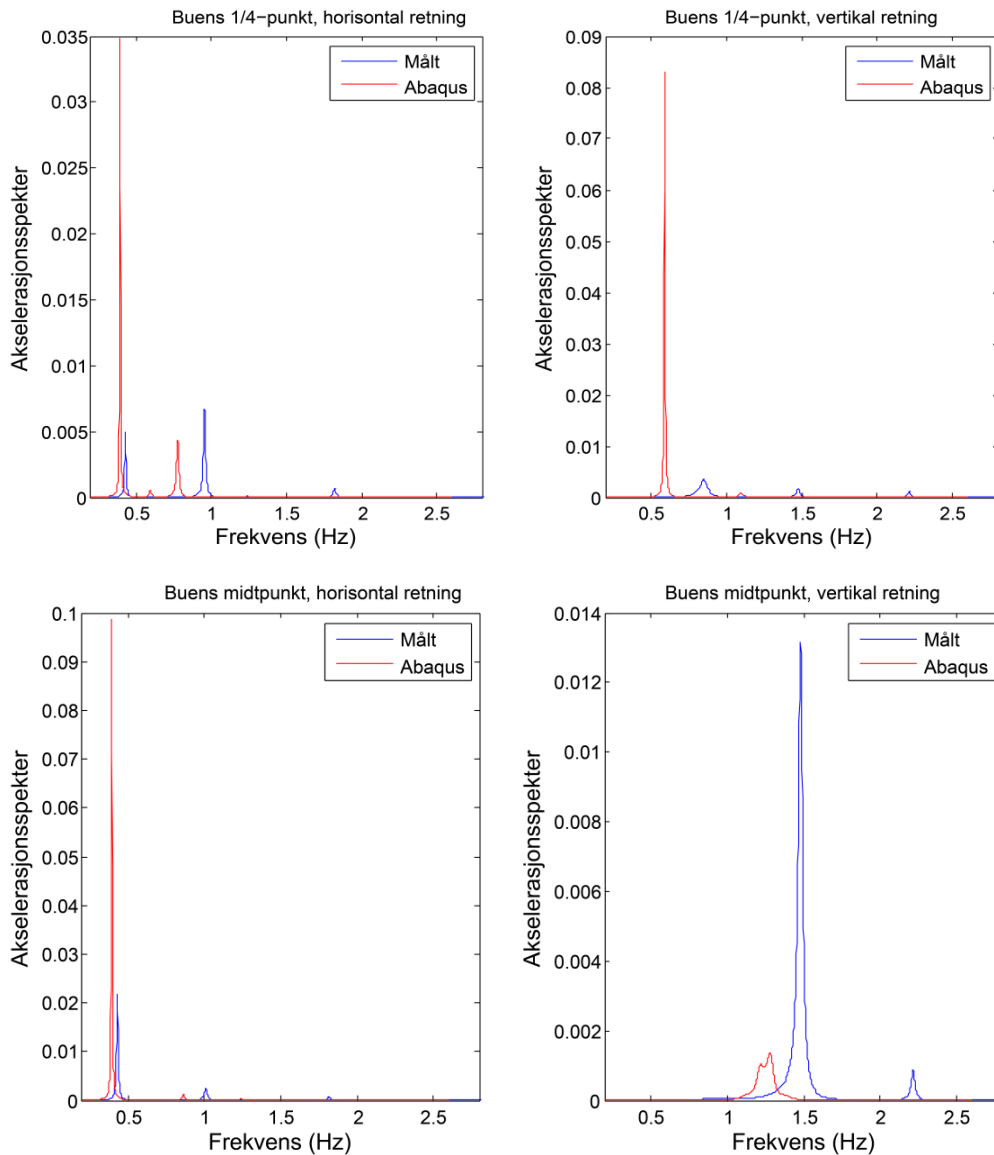 Buens 1/4−punkt, horisontal retning
Målt
Abaqus
Akselerasjonsspekter
0.035
0.03
0.025
0.02
0.015
0.01
0.005
0
0.5
1
1.5
2
2.5
Frekvens (Hz)
Buens 1/4−punkt, vertikal retning
Målt
Abaqus
Akselerasjonsspekter
0.09
0.08
0.07
0.06
0.05
0.04
0.03
0.02
0.01
0
0.5
1
1.5
2
2.5
Frekvens (Hz)
Buens midtpunkt, horisontal retning
Målt
Abaqus
Akselerasjonsspekter
0.1
0.09
0.08
0.07
0.06
0.05
0.04
0.03
0.02
0.01
0
0.5
1
1.5
2
2.5
Frekvens (Hz)
Buens midtpunkt, vertikal retning
Målt
Abaqus
Akselerasjonsspekter
0.014
0.012
0.01
0.008
0.006
0.004
0.002
0
0.5
1
1.5
2
2.5
Frekvens (Hz)